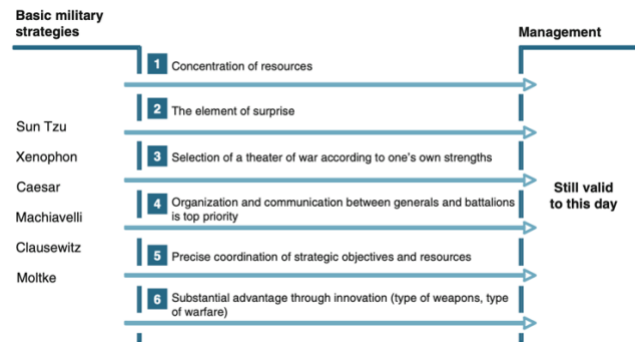 Basic military
strategies
Management
1 Concentration of resources
2 The element of surprise
Sun Tzu
Xenophon
3 Selection of a theater of war according to one's own strengths
Caesar
4 Organization and communication between generals and battalions
is top priority
Still valid
to this day
Machiavelli
Clausewitz
5 Precise coordination of strategic objectives and resources
Moltke
6 Substantial advantage through innovation (type of weapons, type
of warfare)